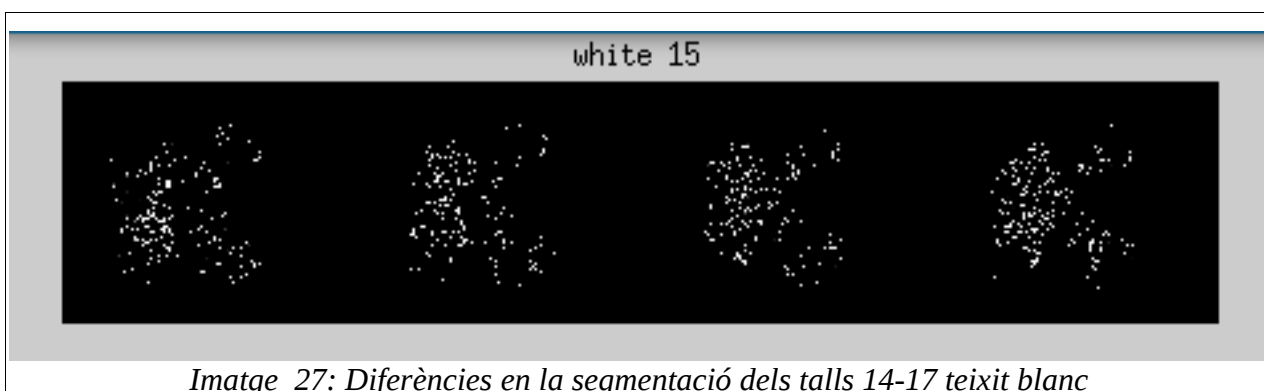 white 15
Imatge 27: Diferències en la segmentació dels talls 14-17 teixit blanc